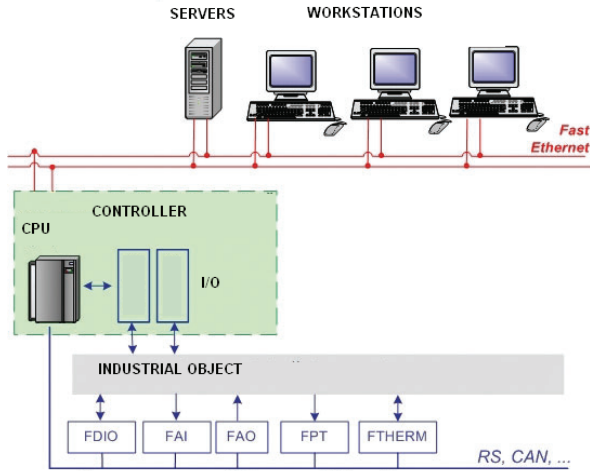 SERVERS
WORKSTATIONS
Fast
Ethernet
CONTROLLER
CPU
I/O
INDUSTRIAL OBJECT
FDIO
FAI
FAO
FPT
FTHERM
RS, CAN, ...